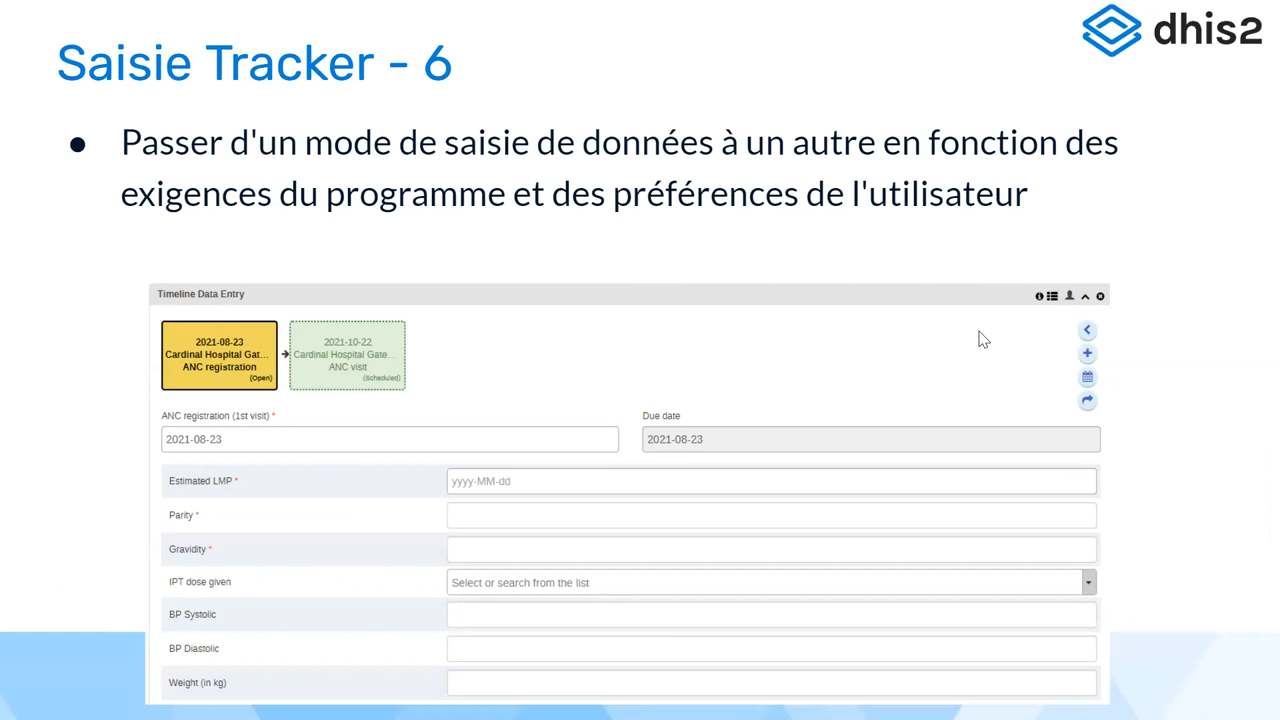 dhis2
Saisie Tracker - 6
● Passer d'un mode de saisie de données à un autre en fonction des
exigences du programme et des préférences de l'utilisateur
Timeline Data Entry
2021-08-23
Cardinal Hospital Gat...
ANC registration
(Open)
2021-10-22
Cardinal Hospital Gate...
ANC visit
(Scheduled)
ANC registration (1st visit) *
Due date
2021-08-23
2021-08-23
Estimated LMP *
yyyy-MM-dd
Parity *
Gravidity *
IPT dose given
Select or search from the list
BP Systolic
BP Diastolic
Weight (in kg)